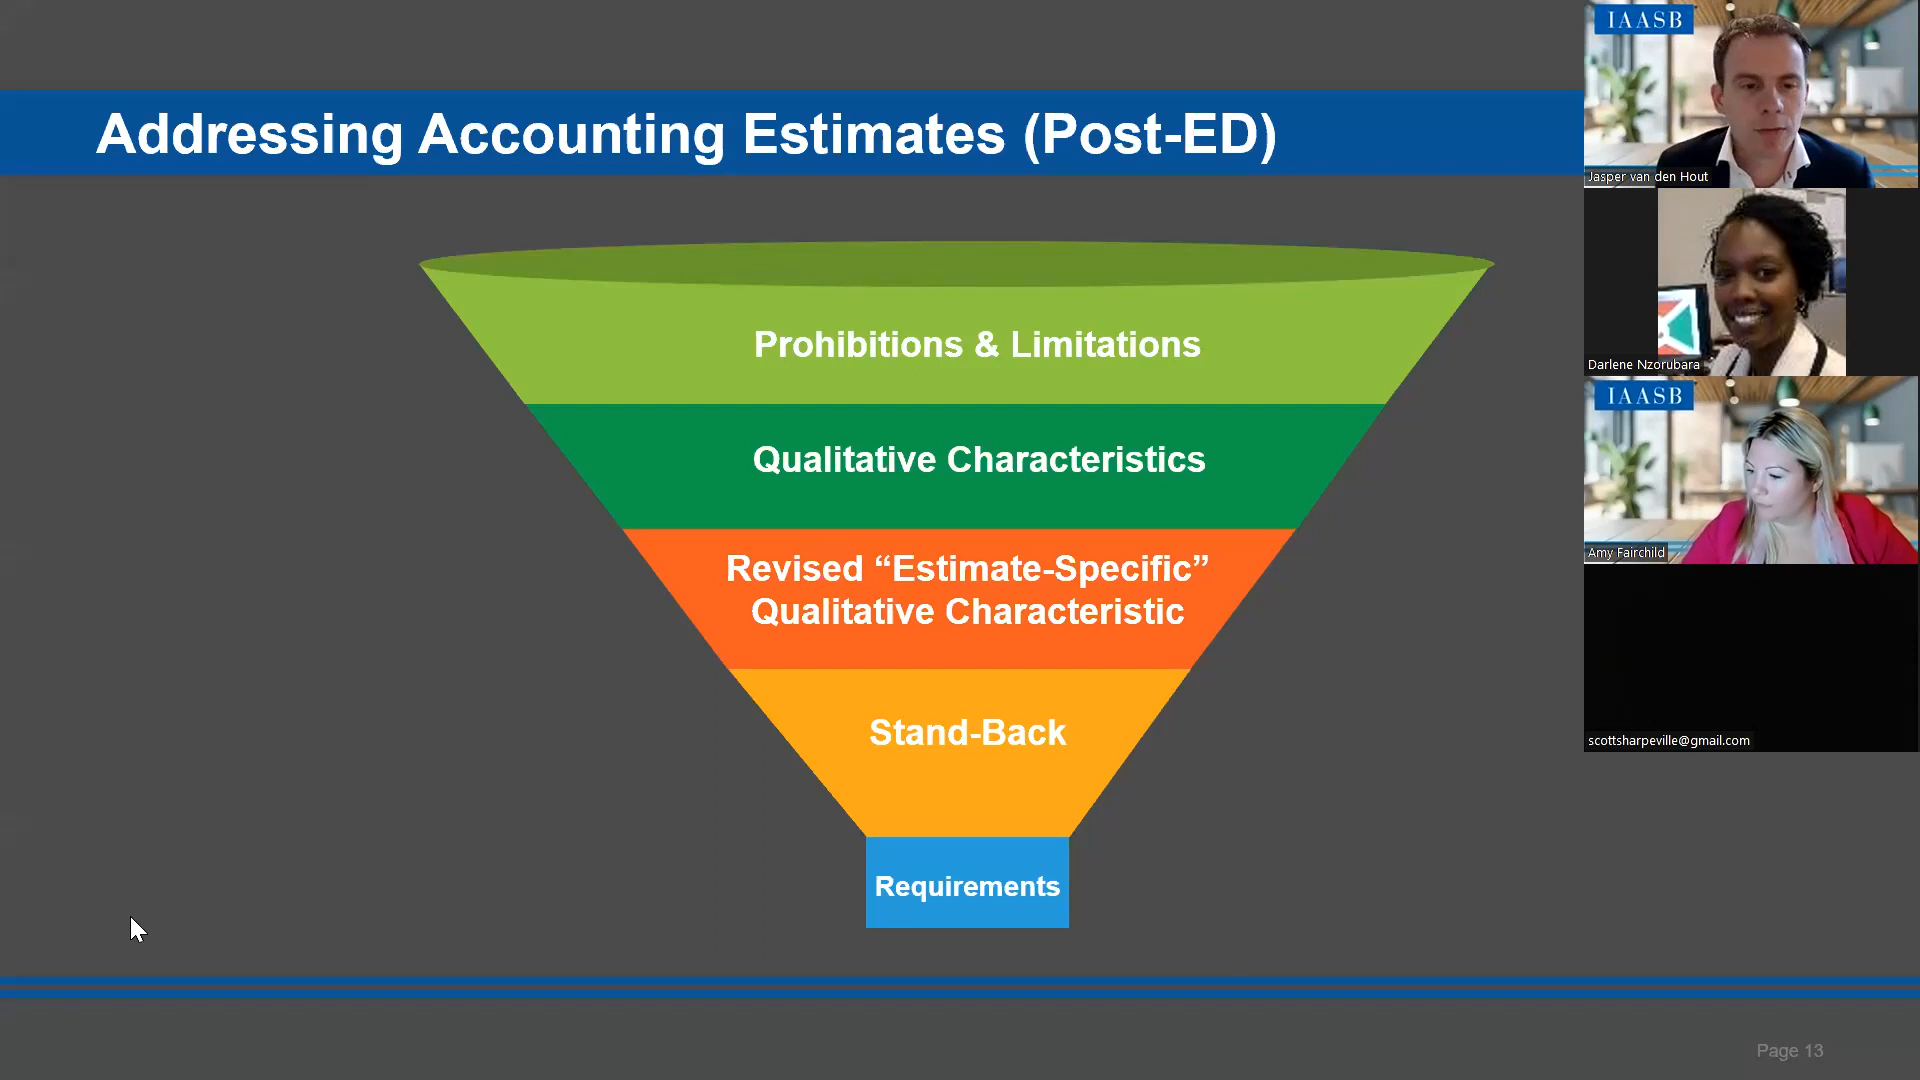 Addressing Accounting Estimates (Post-ED)
Prohibitions & Limitations
Qualitative Characteristics
Revised “Estimate-Specific”
Qualitative Characteristic
Stand-Back
Requirements
Page 13
IAASB
Jasper van den Hout
Darlene Nzorubara
IAASB
Amy Fairchild
scottsharpeville@gmail.com